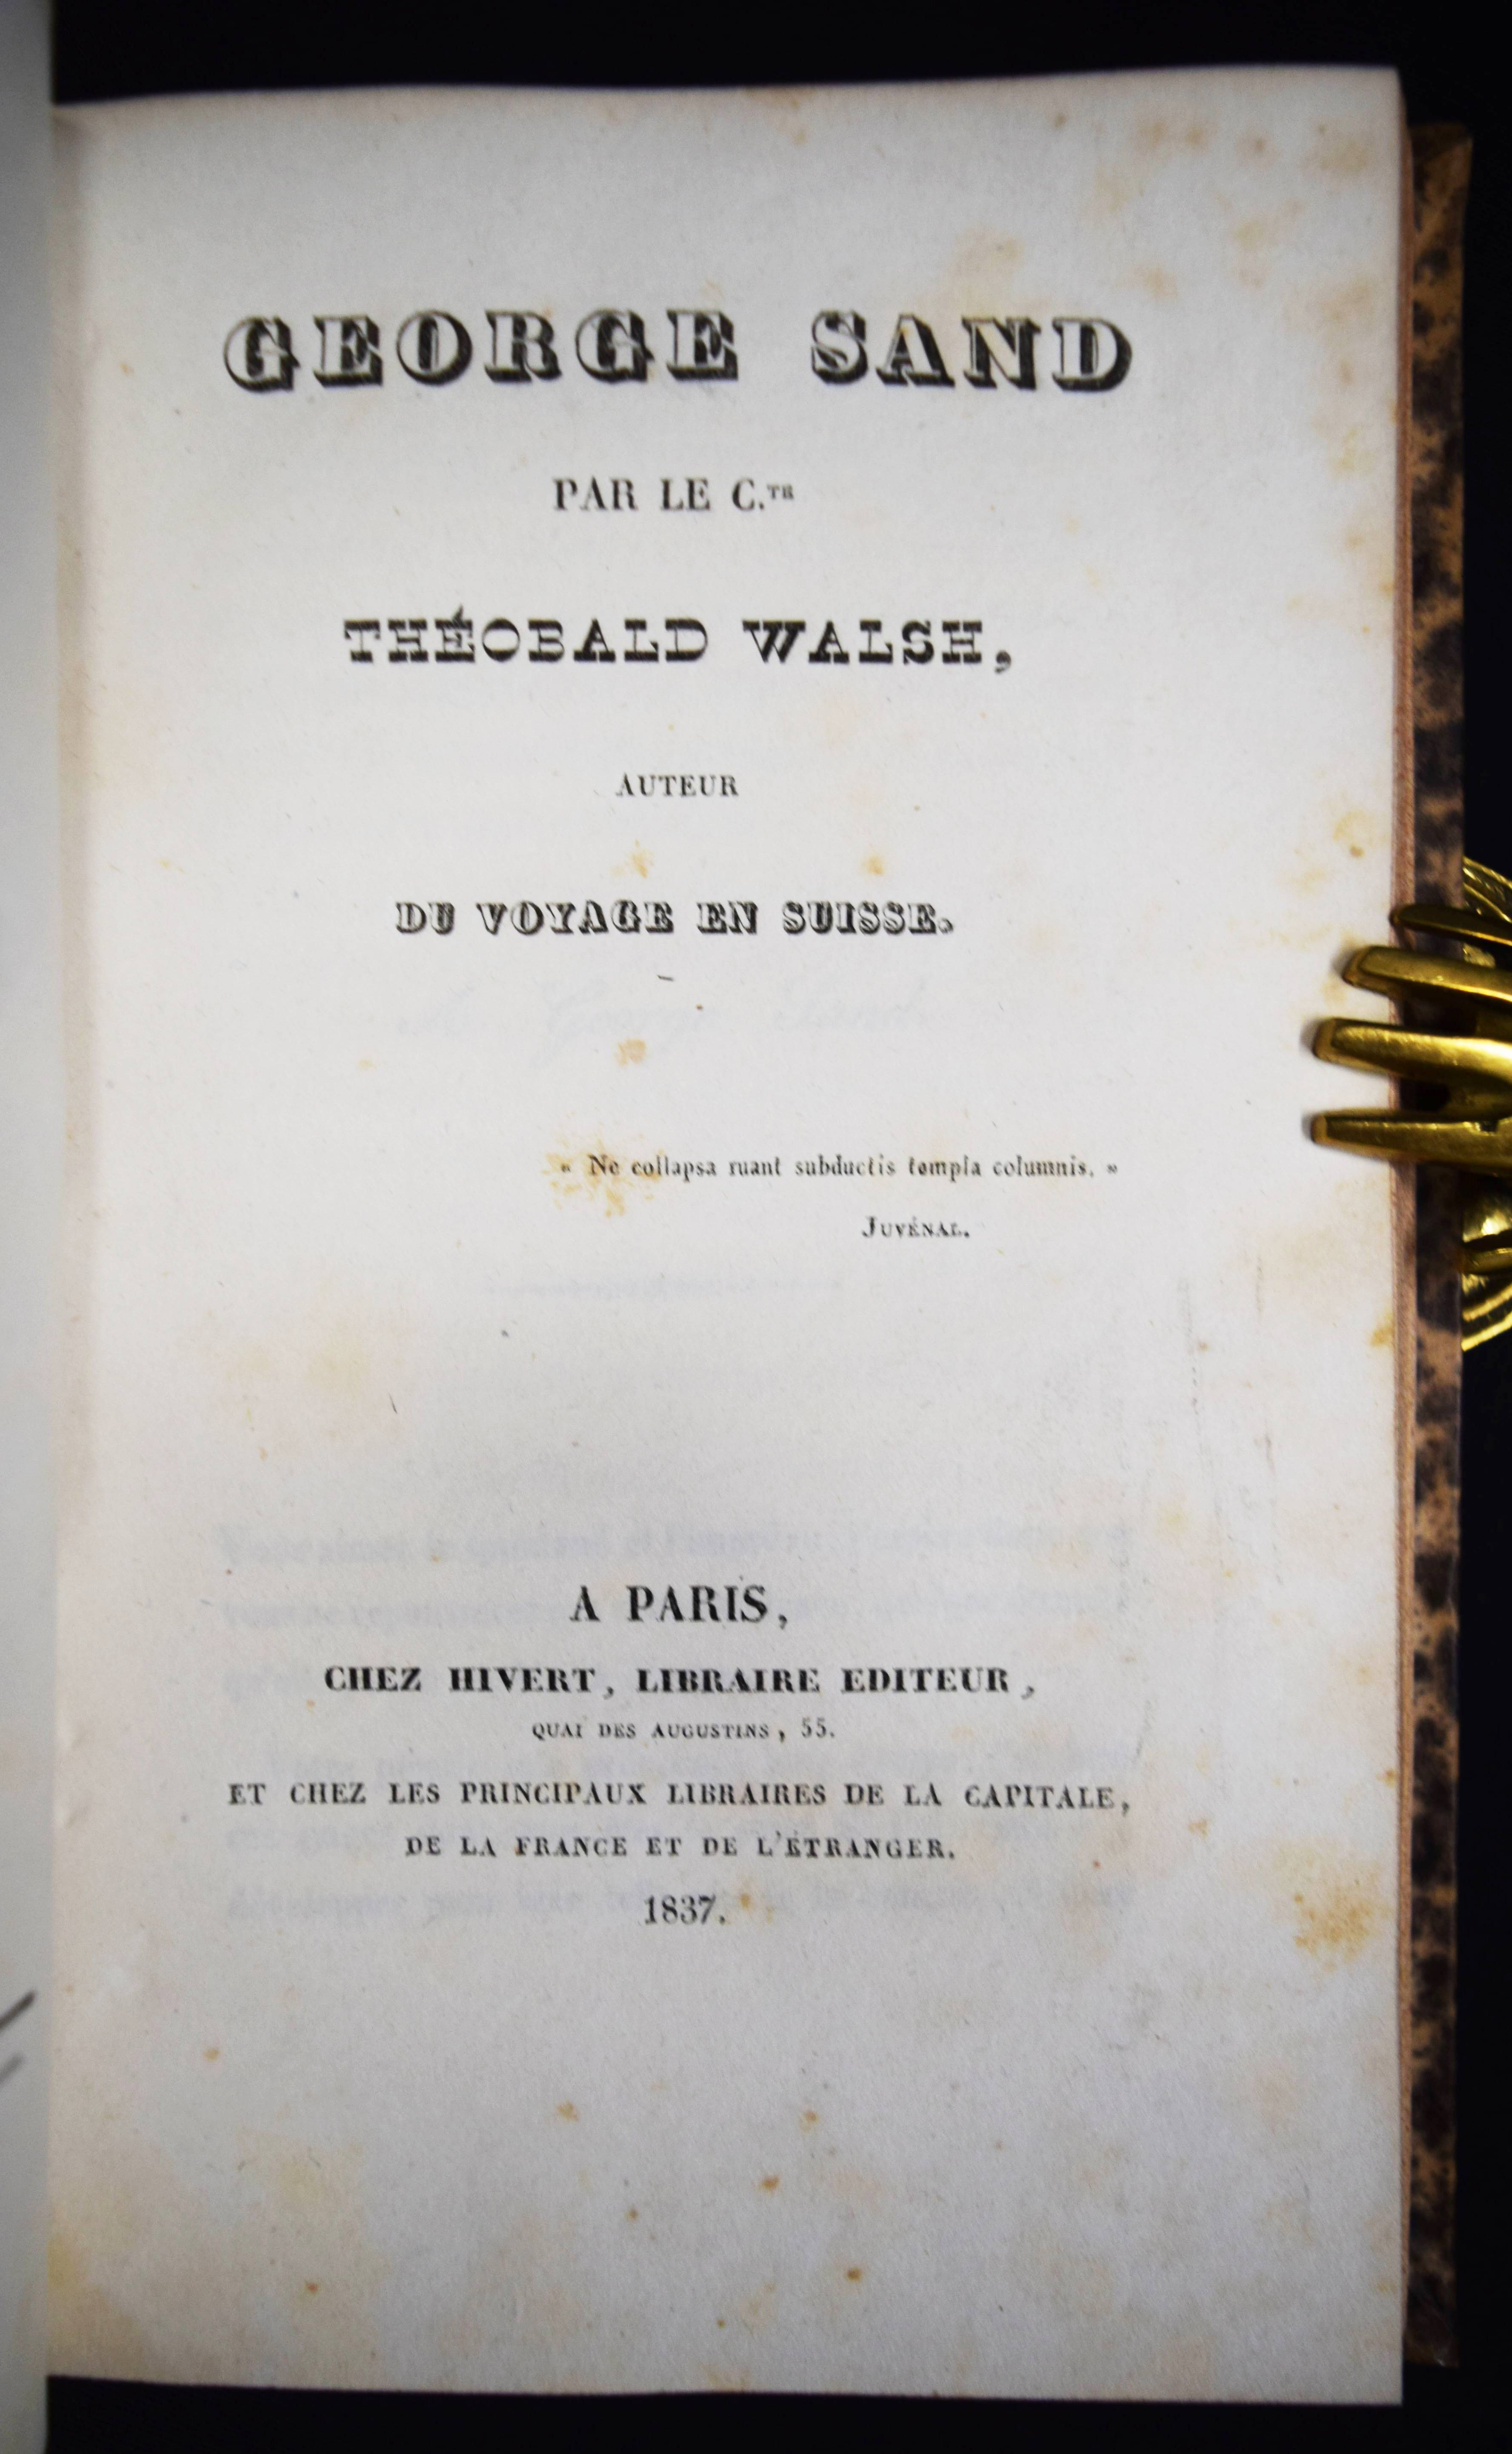 GEORGE SAND
PAR LE C.TE
THÉOBALD WALSH,
AUTEUR
DU VOYAGE EN SUISSE.
« Ne collapsa ruant subductis templa columnis. »
JUVÉNAL.
A PARIS,
CHEZ HIVERT, LIBRAIRE EDITEUR,
QUAI DES AUGUSTINS, 55.
ET CHEZ LES PRINCIPAUX LIBRAIRES DE LA CAPITALE,
DE LA FRANCE ET DE L'ÉTRANGER.
1837.